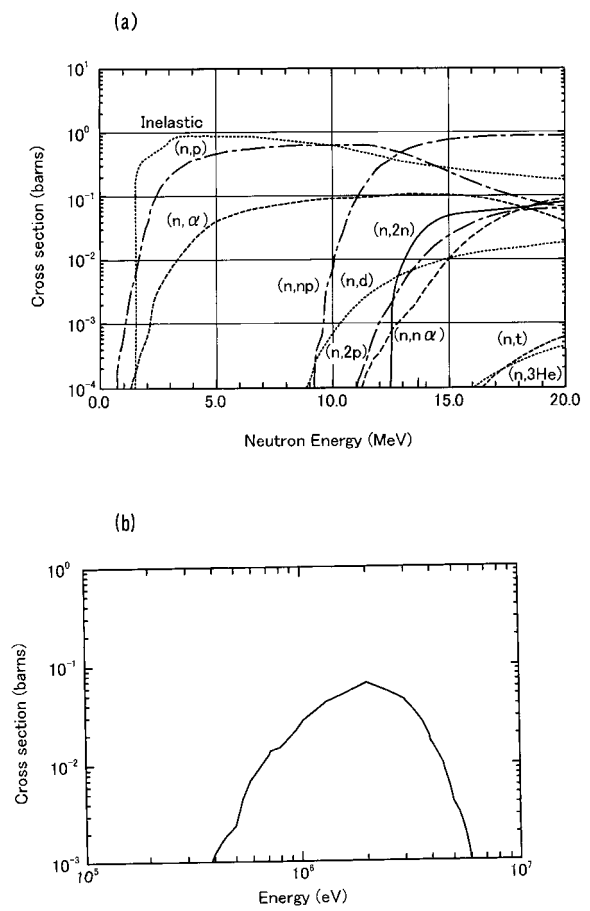 (a)
10¹
10⁰
10⁻¹
10⁻²
10⁻³
10⁻⁴
Cross section (barns)
Inelastic
(n,p)
(n, α)
(n,2n)
(n,np)
(n,d)
(n,2p)
(n,n α)
(n,t)
(n,3He)
0.0 5.0 10.0 15.0 20.0
Neutron Energy (MeV)
(b)
10⁰
10⁻¹
10⁻²
10⁻³
Cross section (barns)
10⁵ 10⁶ 10⁷
Energy (eV)